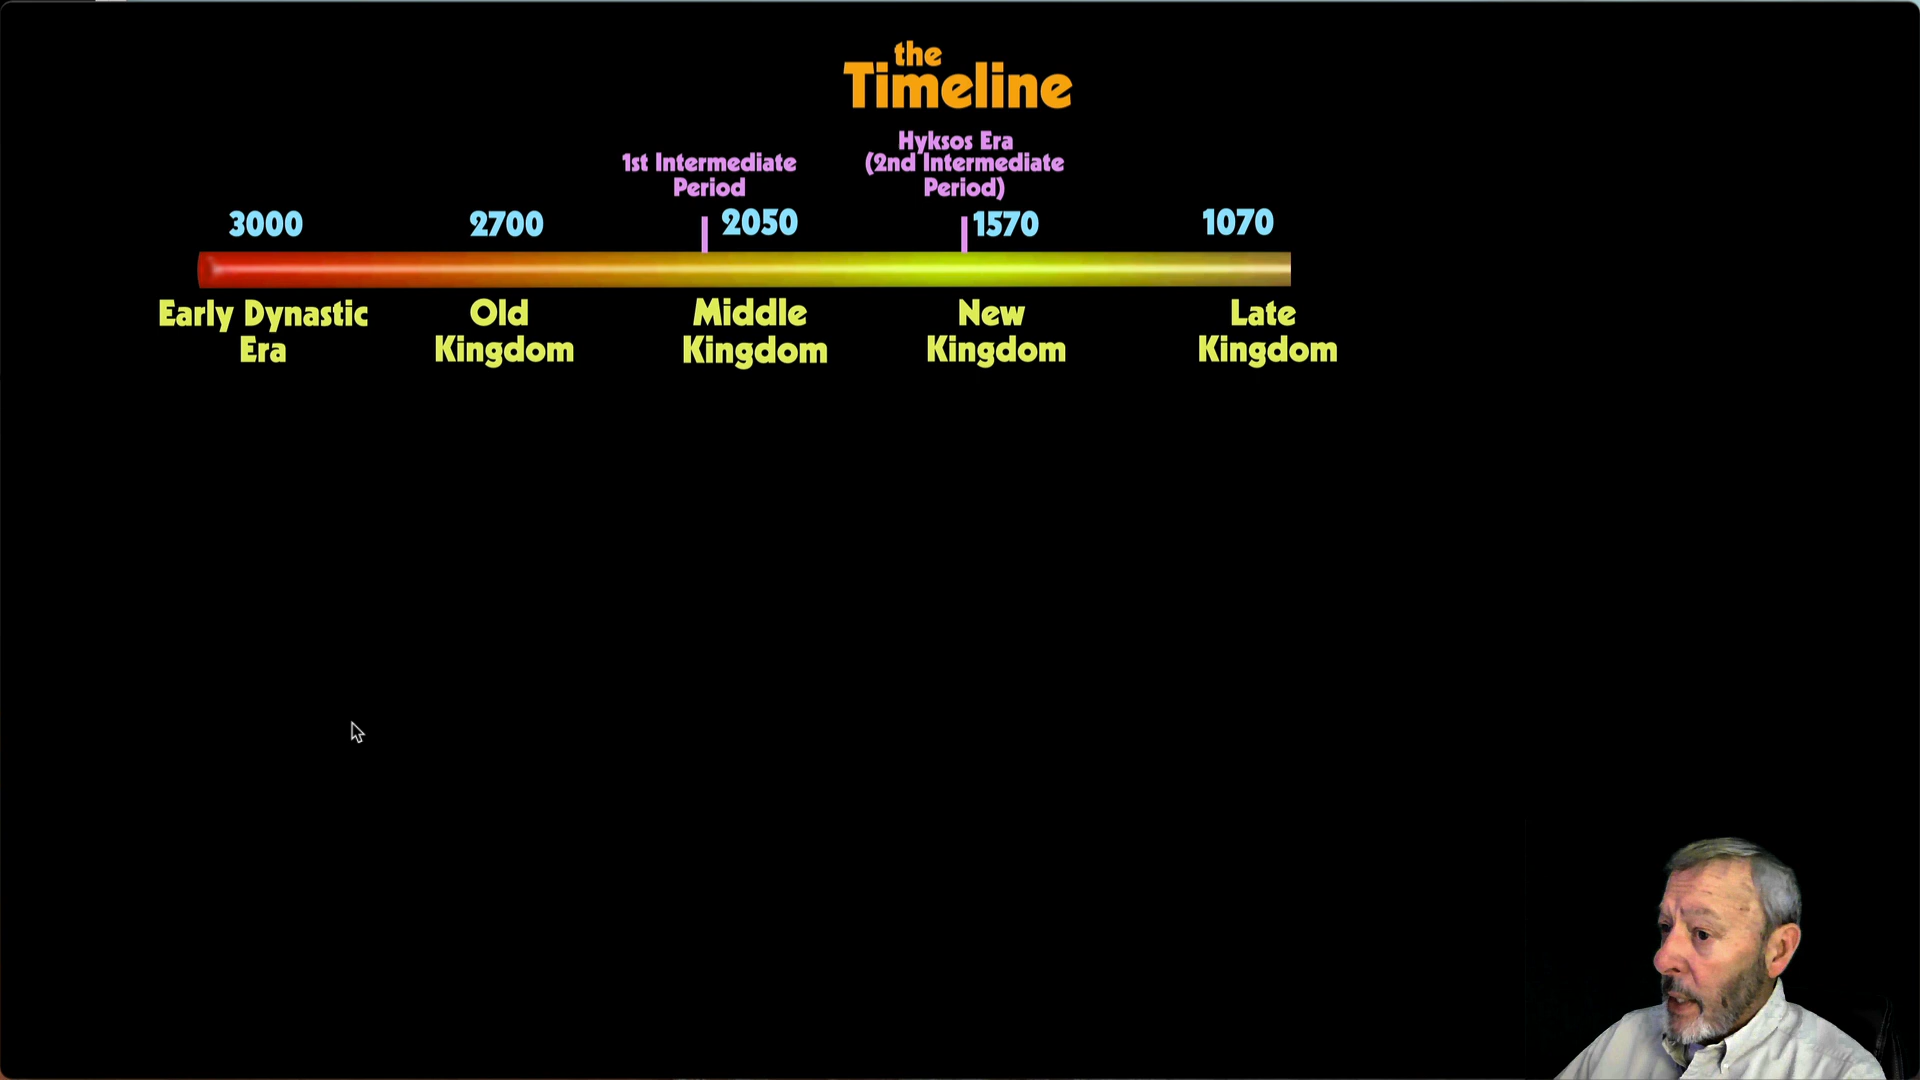 the
Timeline
Hyksos Era
1st Intermediate
Period
(2nd Intermediate
Period)
3000
2700
2050
1570
1070
Early Dynastic
Era
Old
Kingdom
Middle
Kingdom
New
Kingdom
Late
Kingdom